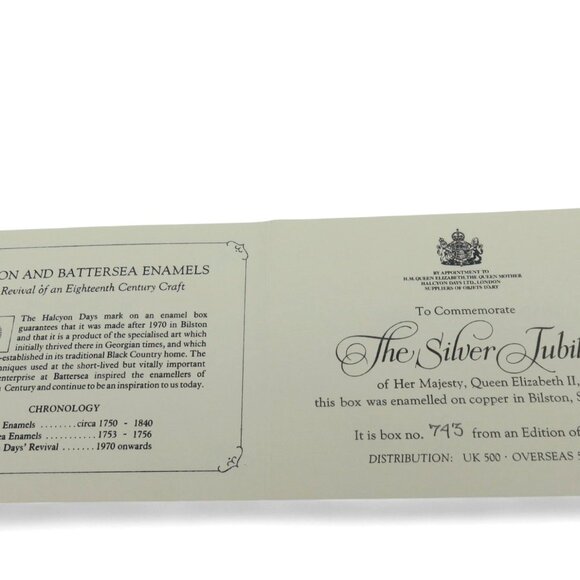 ON AND BATTERSEA ENAMELS
Revival of an Eighteenth Century Craft
The Halcyon Days mark on an enamel box
guarantees that it was made after 1970 in Bilston
and that it is a product of the specialised art which
initially thrived there in Georgian times, and which
-established in its traditional Black Country home. The
hniques used at the short-lived but vitally important
enterprise at Battersea inspired the enamellers of
Century and continue to be an inspiration to us today.
CHRONOLOGY
Enamels ........ circa 1750 - 1840
ea Enamels ............ 1753 - 1756
Days' Revival ....... 1970 onwards
BY APPOINTMENT TO
H.M. QUEEN ELIZABETH THE QUEEN MOTHER
HALCYON DAYS LTD., LONDON
SUPPLIERS OF OBJETS D'ART
To Commemorate
The Silver Jubil
of Her Majesty, Queen Elizabeth II,
this box was enamelled on copper in Bilston, S
It is box no. 743 from an Edition of
DISTRIBUTION: UK 500 · OVERSEAS 5